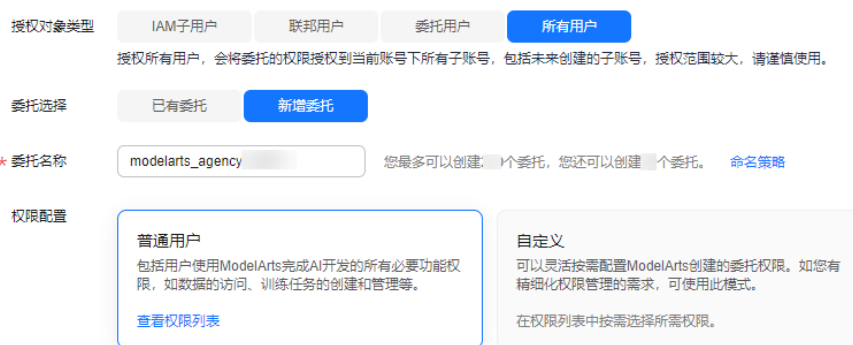 授权对象类型 IAM子用户 联邦用户 委托用户 所有用户
授权所有用户，会将委托的权限授权到当前账号下所有子账号，包括未来创建的子账号，授权范围较大，请谨慎使用。
委托选择 已有委托 新增委托
* 委托名称 modelarts_agency 您最多可以创建个委托，您还可以创建个委托。 命名策略
权限配置
普通用户
包括用户使用ModelArts完成AI开发的所有必要功能权
限，如数据的访问、训练任务的创建和管理等。
查看权限列表
自定义
可以灵活按需配置ModelArts创建的委托权限。如您有
精细化权限管理的需求，可使用此模式。
在权限列表中按需选择所需权限。